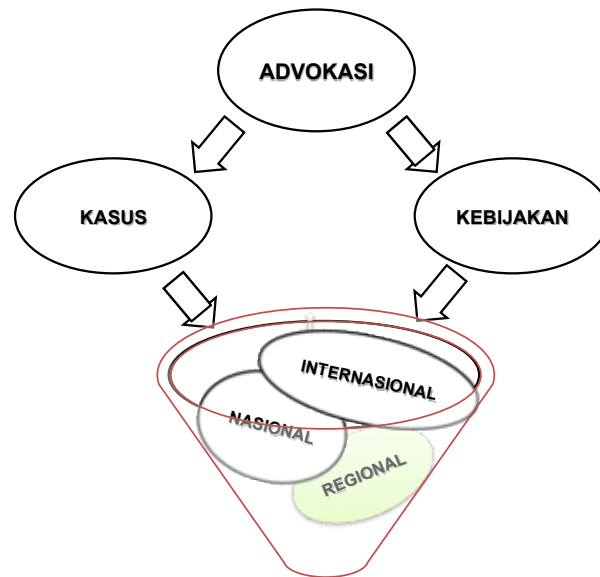 ADVOKASI
KASUS
KEBIJAKAN
INTERNASIONAL
NASIONAL
REGIONAL